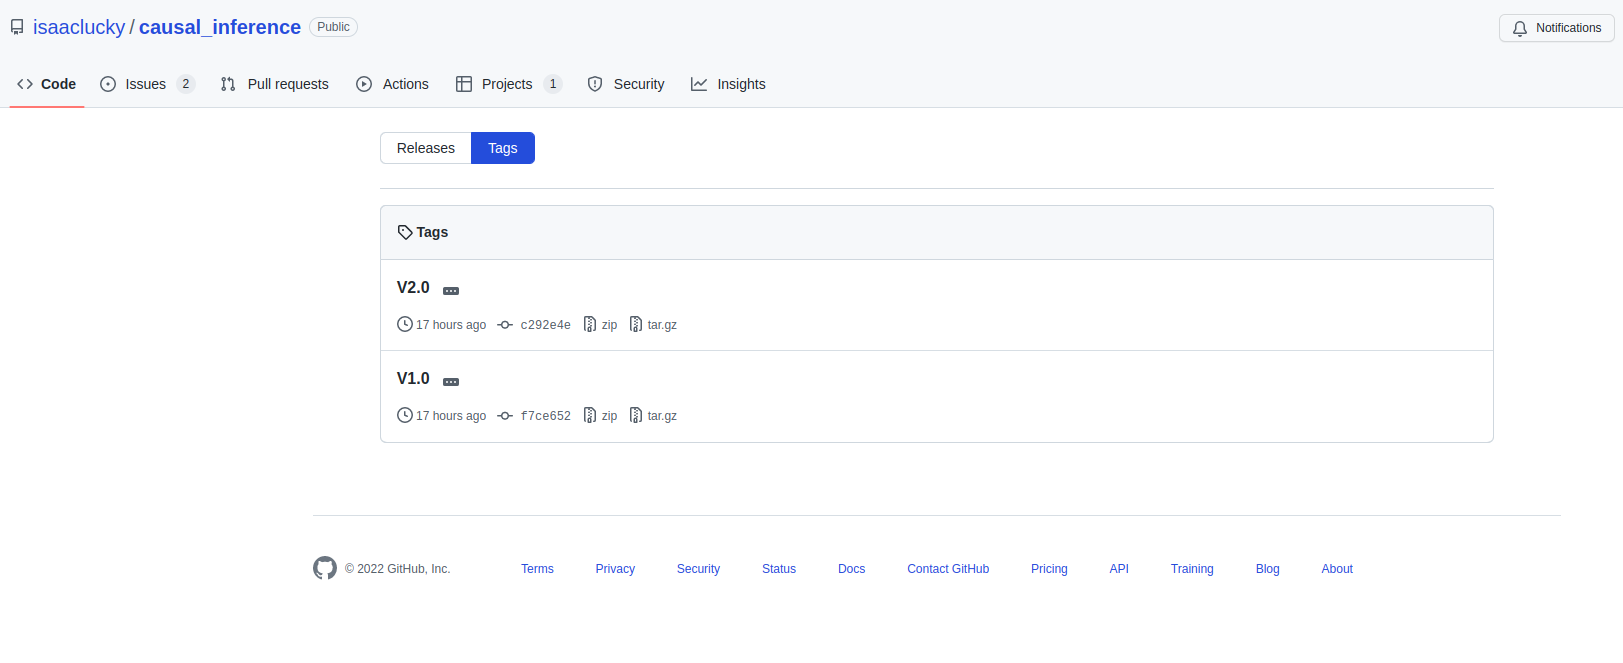 isaaclucky / causal_inference Public
Notifications
Code Issues 2 Pull requests Actions Projects 1 Security Insights
Releases Tags
Tags
V2.0
17 hours ago c292e4e zip tar.gz
V1.0
17 hours ago f7ce652 zip tar.gz
© 2022 GitHub, Inc. Terms Privacy Security Status Docs Contact GitHub Pricing API Training Blog About